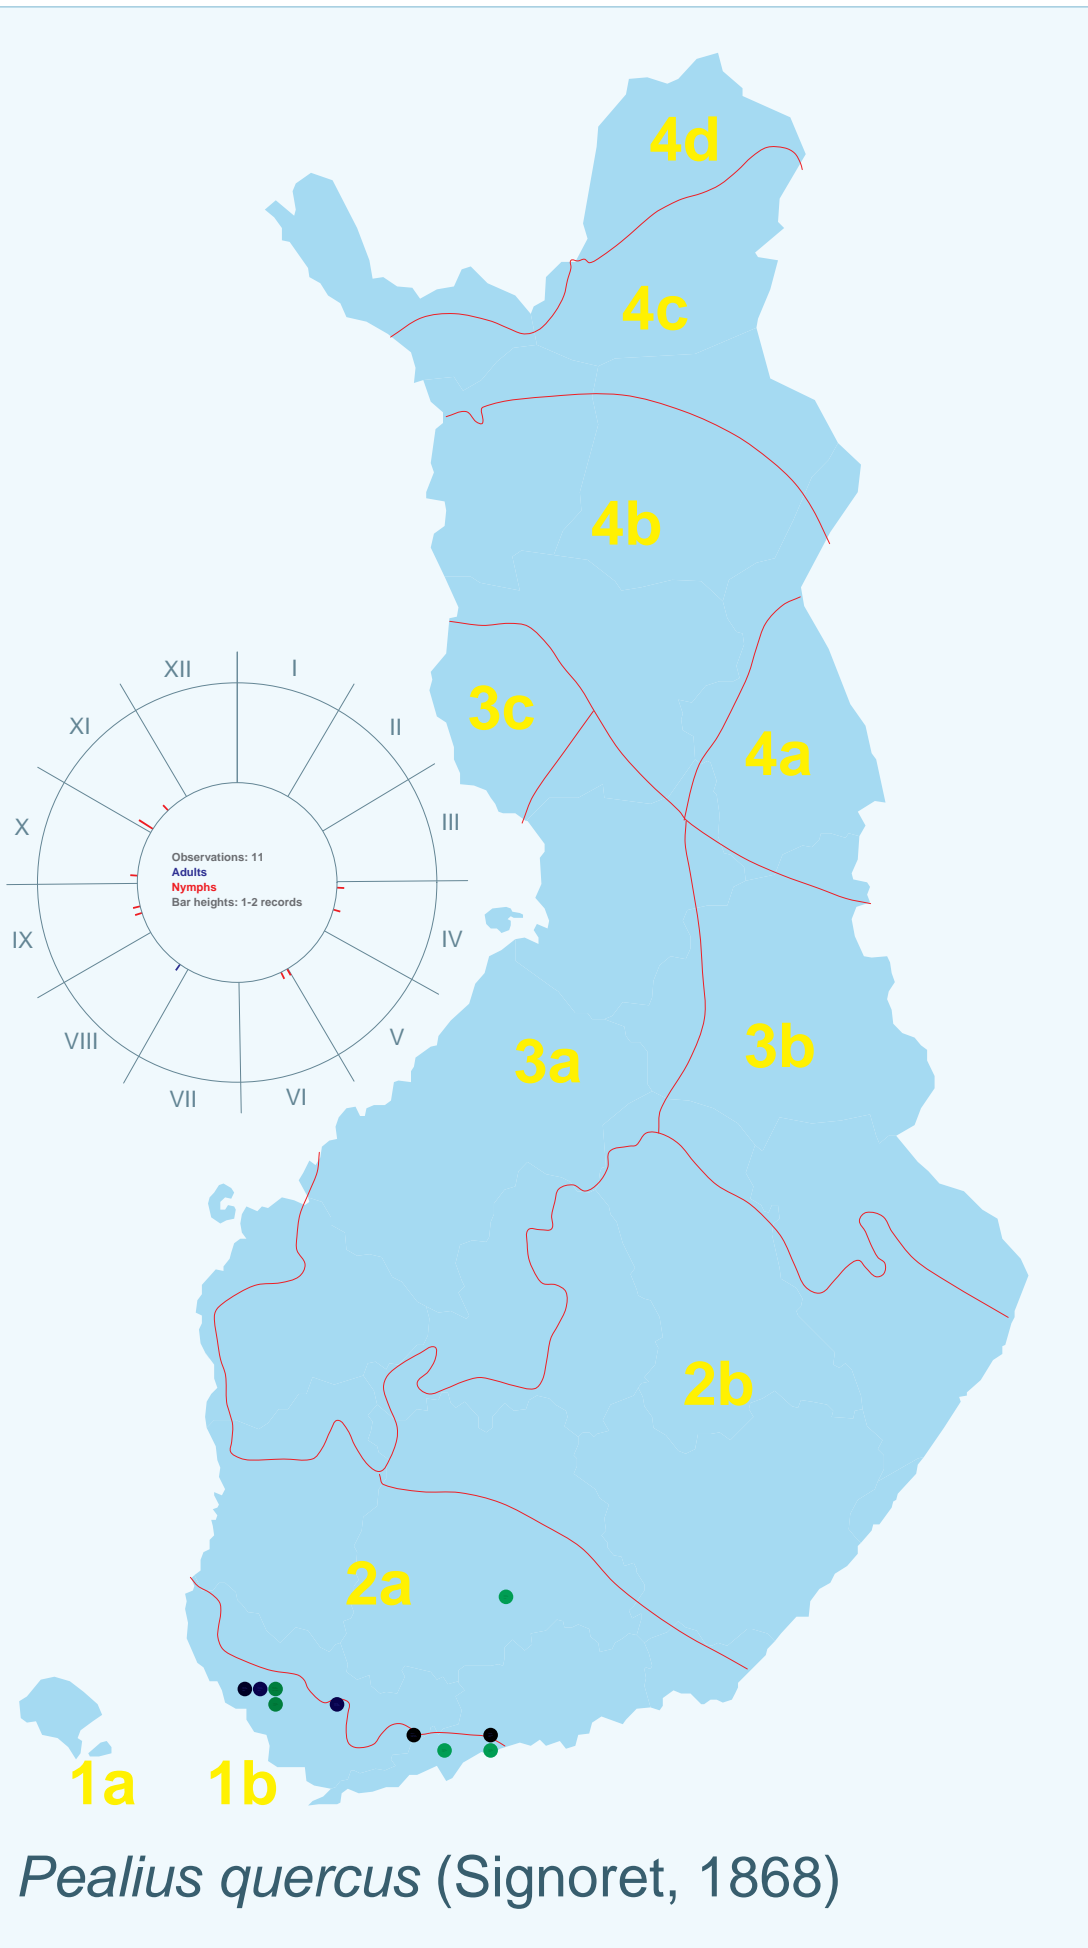 4d
4c
4b
3c
4a
XII
I
XI
II
X
III
Observations: 11
Adults
Nymphs
Bar heights: 1-2 records
IX
IV
VIII
V
VII
VI
3a
3b
2b
2a
1a
1b
Pealius quercus (Signoret, 1868)